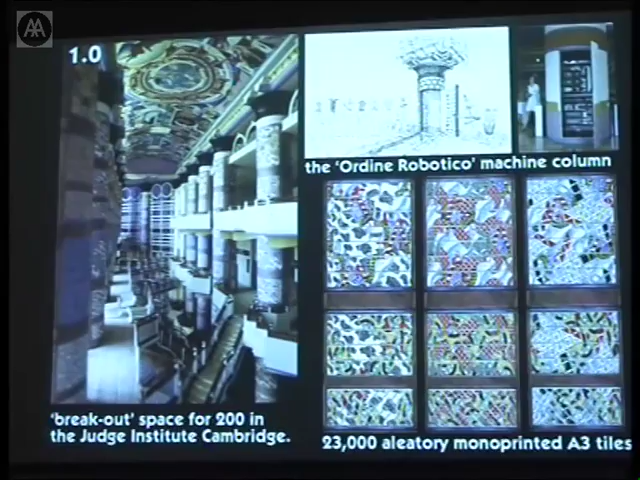 AA
1.0
the 'Ordine Robotico' machine column
'break-out' space for 200 in
the Judge Institute Cambridge.
23,000 aleatory monoprinted A3 tiles